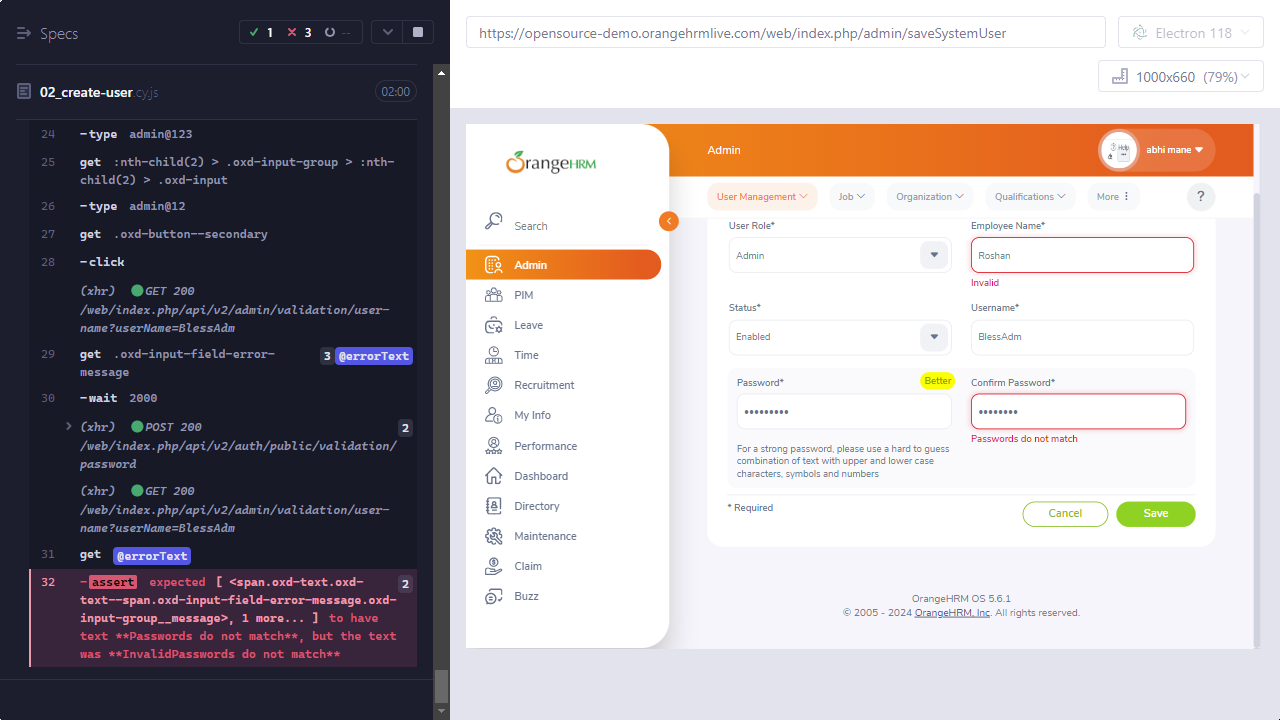 Specs
1
3
--
02_create-user.cy.js
02:00
24 -type admin@123
25 get :nth-child(2) > .oxd-input-group > :nth-
child(2) > .oxd-input
26 -type admin@12
27 get .oxd-button--secondary
28 -click
(xhr) GET 200
/web/index.php/api/v2/admin/validation/user-
name?userName=BlessAdm
29 get .oxd-input-field-error-
message
3 @errorText
30 -wait 2000
(xhr) POST 200
/web/index.php/api/v2/auth/public/validation/
password
2
(xhr) GET 200
/web/index.php/api/v2/admin/validation/user-
name?userName=BlessAdm
31 get @errorText
32 -assert expected [ <span.oxd-text.oxd-
text--span.oxd-input-field-error-message.oxd-
input-group__message>, 1 more... ] to have
text **Passwords do not match**, but the text
was **InvalidPasswords do not match**
2
https://opensource-demo.orangehrmlive.com/web/index.php/admin/saveSystemUser
Electron 118
1000x660 (79%)
OrangeHRM
Search
Admin
PIM
Leave
Time
Recruitment
My Info
Performance
Dashboard
Directory
Maintenance
Claim
Buzz
Admin
Help
abhi mane
User Management
Job
Organization
Qualifications
More
?
User Role*
Employee Name*
Admin
Roshan
Invalid
Status*
Username*
Enabled
BlessAdm
Password*
Better
Confirm Password*
Passwords do not match
For a strong password, please use a hard to guess
combination of text with upper and lower case
characters, symbols and numbers
* Required
Cancel
Save
OrangeHRM OS 5.6.1
© 2005 - 2024 OrangeHRM, Inc. All rights reserved.